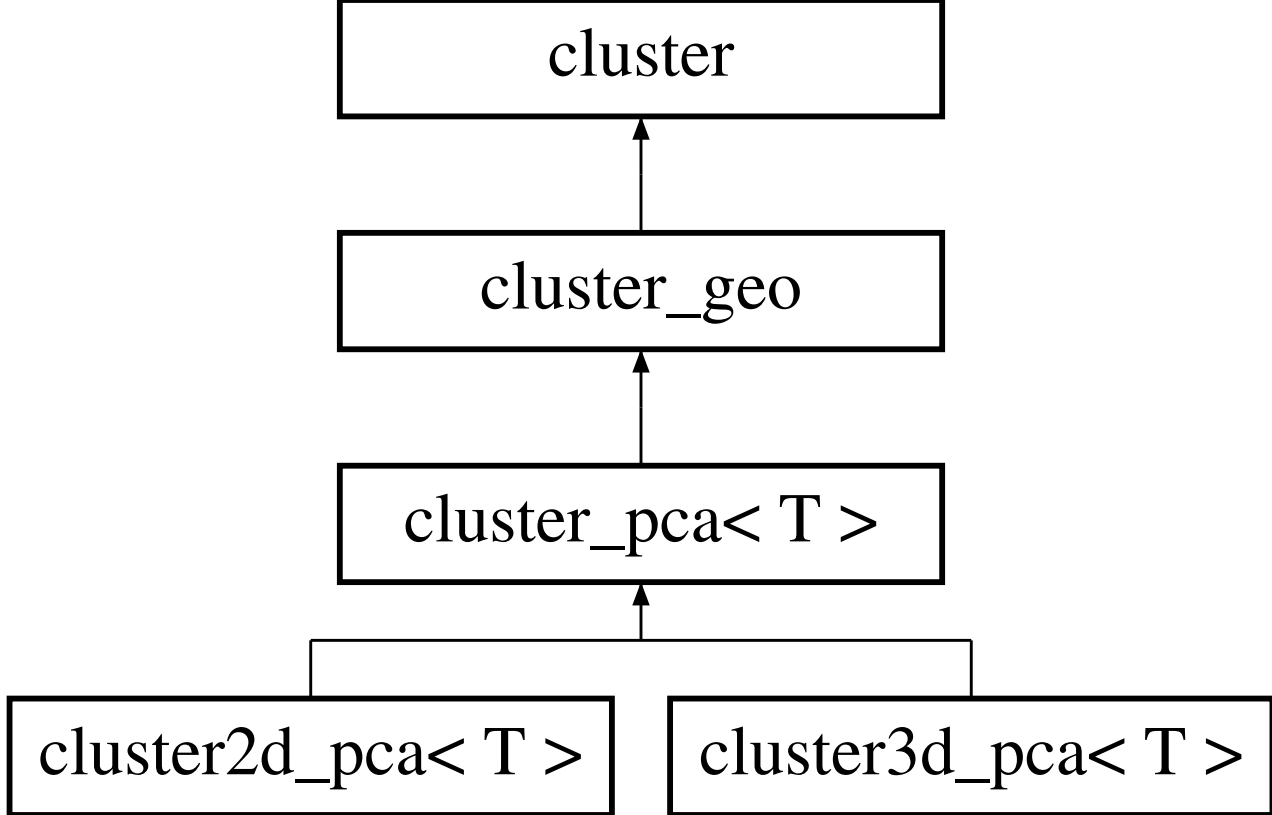 cluster
cluster_geo
cluster_pca< T >
cluster2d_pca< T >
cluster3d_pca< T >